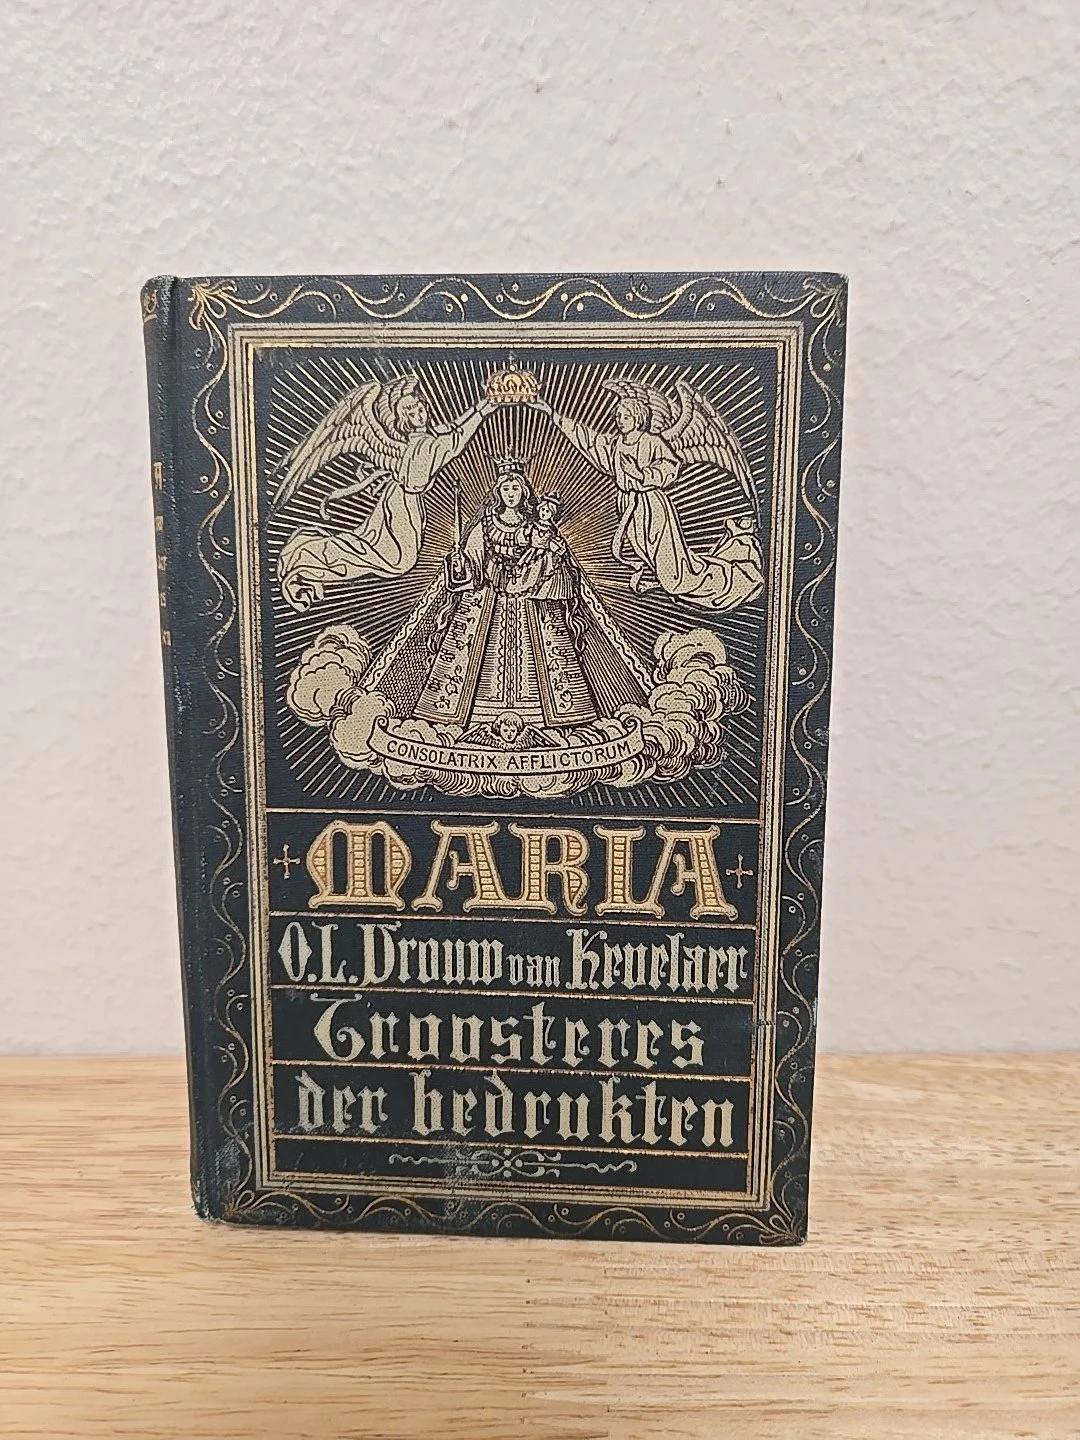 CONSOLATRIX AFFLICTORUM
MARIA
O.L. Vrouw van Kevelaer
Troosteres
der bedrukten